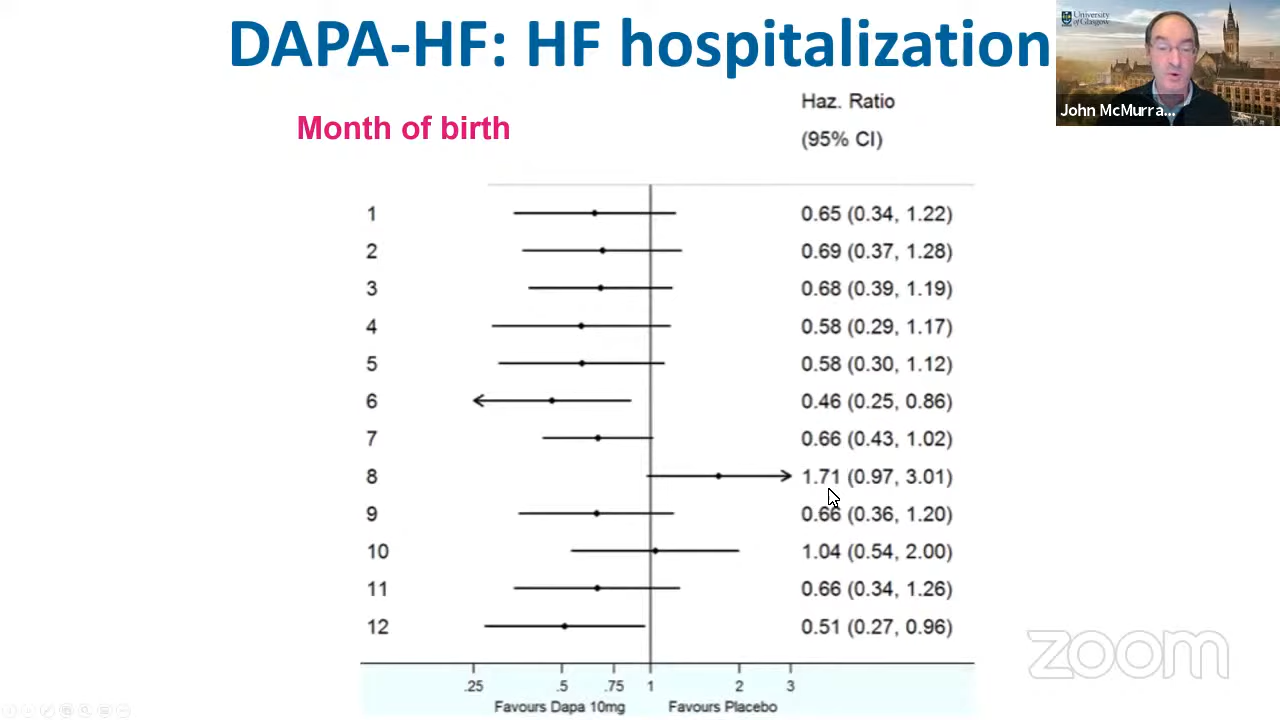 DAPA-HF: HF hospitalization
University
of Glasgow
John McMurra...
Month of birth
Haz. Ratio
(95% CI)
1 0.65 (0.34, 1.22)
2 0.69 (0.37, 1.28)
3 0.68 (0.39, 1.19)
4 0.58 (0.29, 1.17)
5 0.58 (0.30, 1.12)
6 0.46 (0.25, 0.86)
7 0.66 (0.43, 1.02)
8 1.71 (0.97, 3.01)
9 0.66 (0.36, 1.20)
10 1.04 (0.54, 2.00)
11 0.66 (0.34, 1.26)
12 0.51 (0.27, 0.96)
.25 .5 .75 1 2 3
Favours Dapa 10mg Favours Placebo
zoom